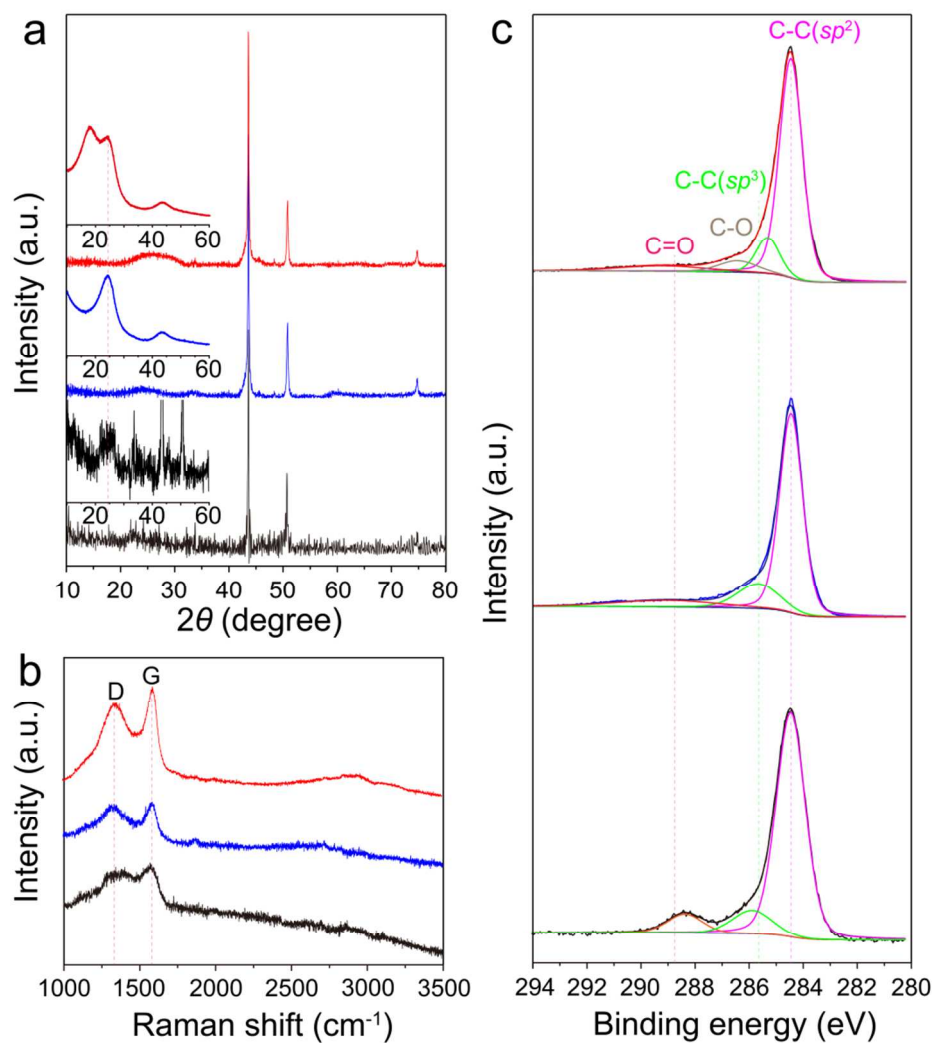 a
Intensity (a.u.)
20 40 60
20 40 60
20 40 60
10 20 30 40 50 60 70 80
2θ (degree)
b
D G
Intensity (a.u.)
1000 1500 2000 2500 3000 3500
Raman shift (cm⁻¹)
c
C-C(sp²)
C-C(sp³)
C-O
C=O
Intensity (a.u.)
294 292 290 288 286 284 282 280
Binding energy (eV)